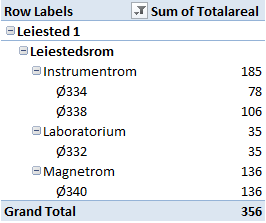 Row Labels Sum of Totalareal
Leiested 1
Leiestedsrom
Instrumentrom 185
Ø334 78
Ø338 106
Laboratorium 35
Ø332 35
Magnetrom 136
Ø340 136
Grand Total 356